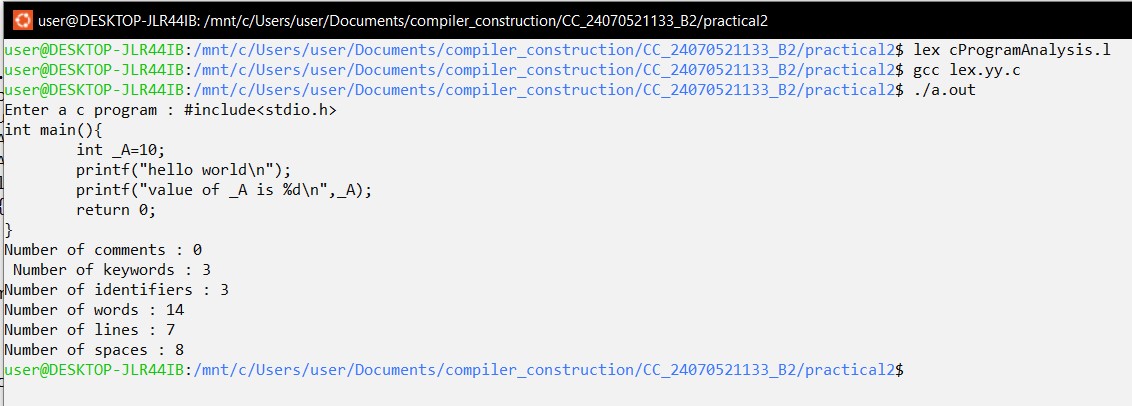 user@DESKTOP-JLR44IB: /mnt/c/Users/user/Documents/compiler_construction/CC_24070521133_B2/practical2
user@DESKTOP-JLR44IB:/mnt/c/Users/user/Documents/compiler_construction/CC_24070521133_B2/practical2$ lex cProgramAnalysis.l
user@DESKTOP-JLR44IB:/mnt/c/Users/user/Documents/compiler_construction/CC_24070521133_B2/practical2$ gcc lex.yy.c
user@DESKTOP-JLR44IB:/mnt/c/Users/user/Documents/compiler_construction/CC_24070521133_B2/practical2$ ./a.out
Enter a c program : #include<stdio.h>
int main(){
        int _A=10;
        printf("hello world\n");
        printf("value of _A is %d\n",_A);
        return 0;
}
Number of comments : 0
 Number of keywords : 3
Number of identifiers : 3
Number of words : 14
Number of lines : 7
Number of spaces : 8
user@DESKTOP-JLR44IB:/mnt/c/Users/user/Documents/compiler_construction/CC_24070521133_B2/practical2$